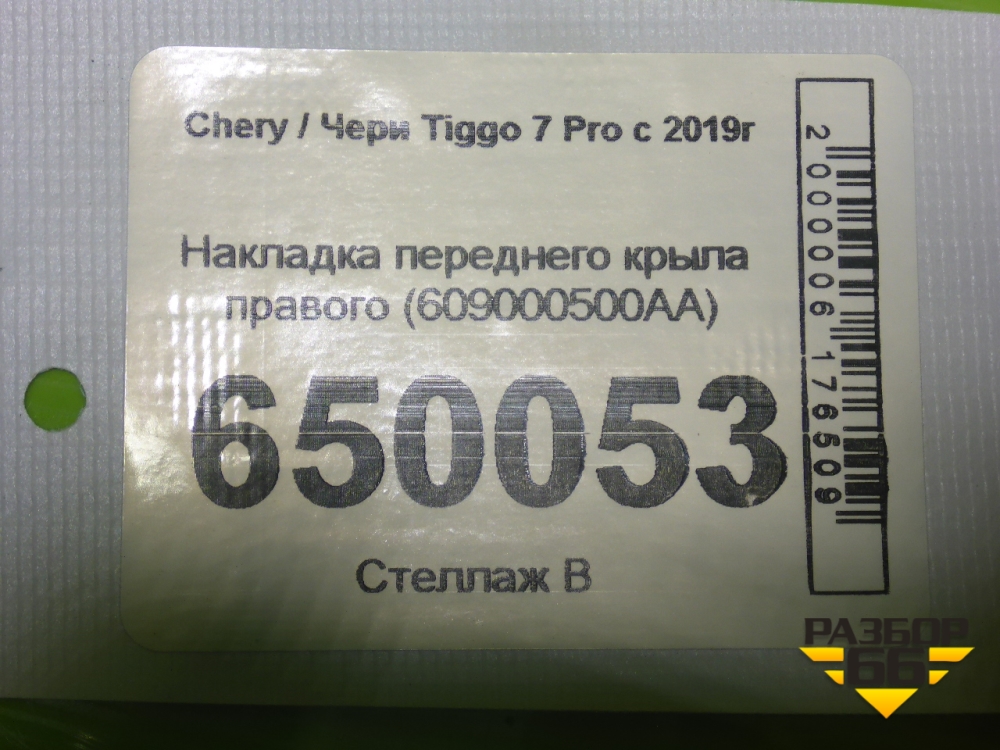 Chery / Чери Tiggo 7 Pro с 2019г
Накладка переднего крыла
правого (609000500AA)
650053
Стеллаж В
2000006176509
РАЗБОР
66